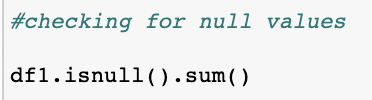 #checking for null values
df1.isnull().sum()